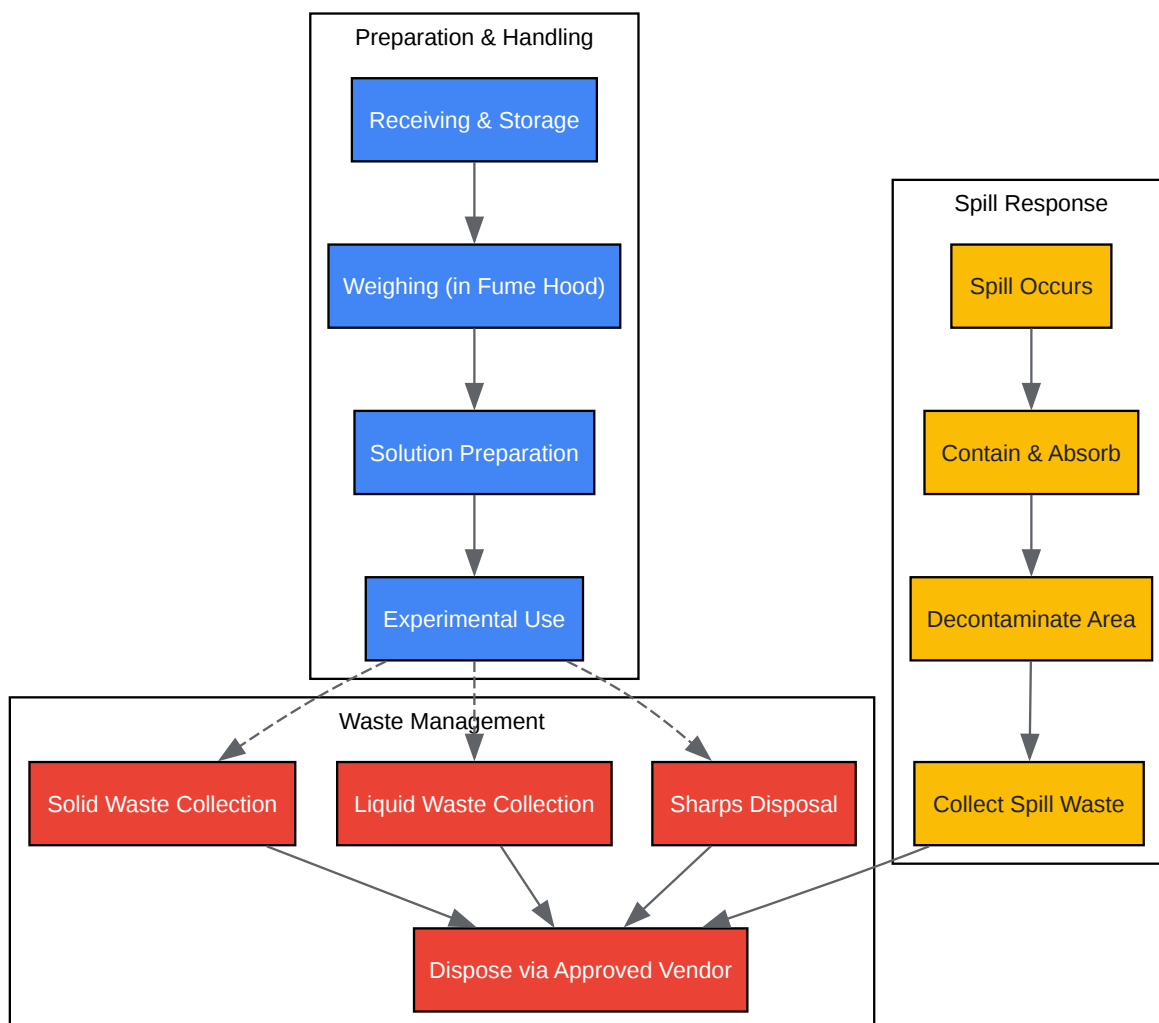 Preparation & Handling
Receiving & Storage
Weighing (in Fume Hood)
Solution Preparation
Experimental Use
Spill Response
Spill Occurs
Contain & Absorb
Decontaminate Area
Collect Spill Waste
Waste Management
Solid Waste Collection
Liquid Waste Collection
Sharps Disposal
Dispose via Approved Vendor